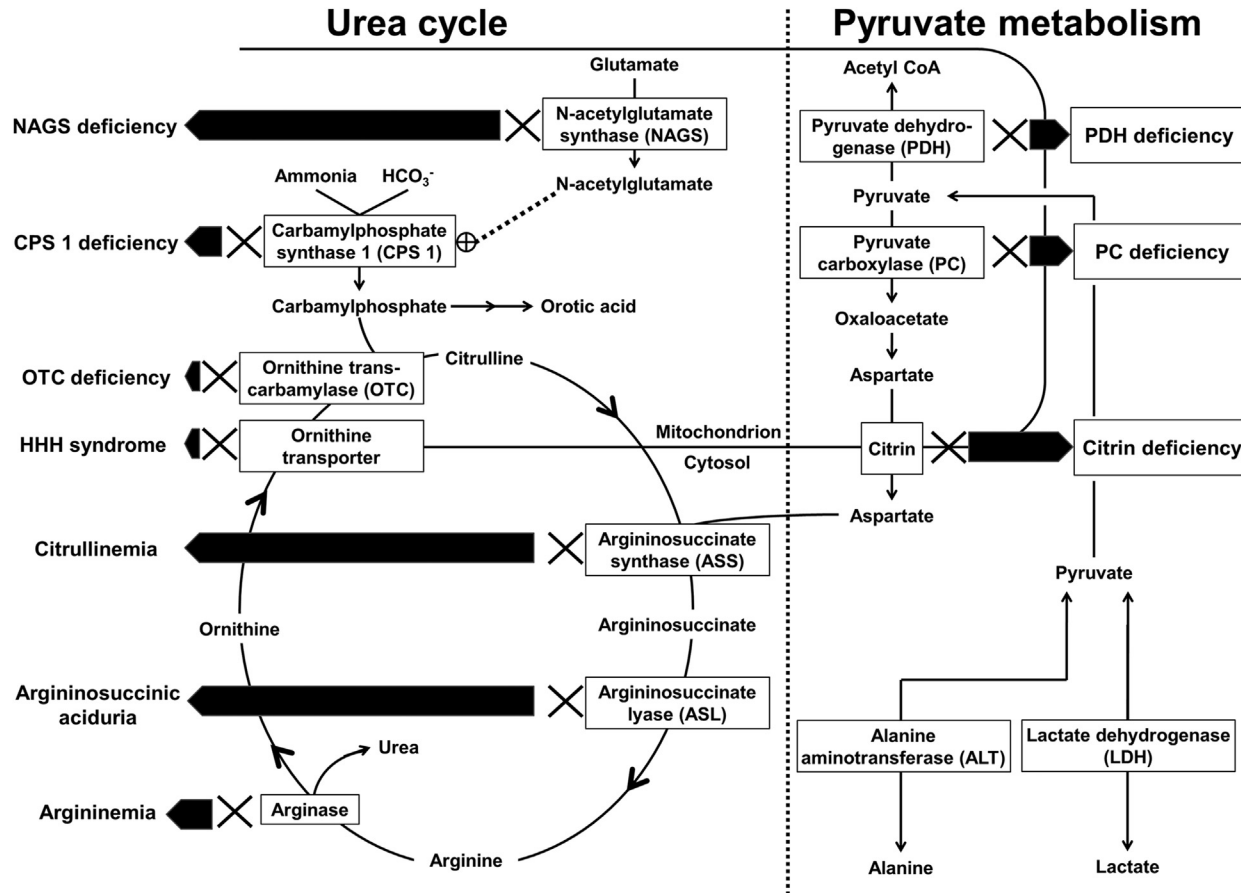 Urea cycle
Pyruvate metabolism
Glutamate
Acetyl CoA
NAGS deficiency
N-acetylglutamate
synthase (NAGS)
Pyruvate dehydro-
genase (PDH)
PDH deficiency
Ammonia
HCO3-
N-acetylglutamate
Pyruvate
CPS 1 deficiency
Carbamylphosphate
synthase 1 (CPS 1)
Pyruvate
carboxylase (PC)
PC deficiency
Carbamylphosphate
Orotic acid
Oxaloacetate
Citrulline
OTC deficiency
Ornithine trans-
carbamylase (OTC)
Aspartate
HHH syndrome
Ornithine
transporter
Mitochondrion
Cytosol
Citrin
Citrin deficiency
Aspartate
Citrullinemia
Argininosuccinate
synthase (ASS)
Pyruvate
Ornithine
Argininosuccinate
Argininosuccinic
aciduria
Argininosuccinate
lyase (ASL)
Urea
Alanine
aminotransferase (ALT)
Lactate dehydrogenase
(LDH)
Argininemia
Arginase
Arginine
Alanine
Lactate